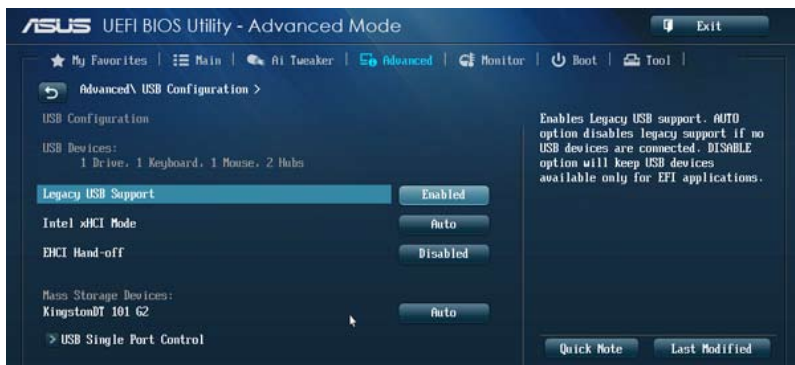 ASUS UEFI BIOS Utility - Advanced Mode
Exit
My Favorites | Main | Ai Tweaker | Advanced | Monitor | Boot | Tool |
Advanced\ USB Configuration >
USB Configuration
USB Devices:
1 Drive, 1 Keyboard, 1 Mouse, 2 Hubs
Legacy USB Support Enabled
Intel xHCI Mode Auto
EHCI Hand-off Disabled
Mass Storage Devices:
KingstonDT 101 G2 Auto
> USB Single Port Control
Enables Legacy USB support. AUTO
option disables legacy support if no
USB devices are connected. DISABLE
option will keep USB devices
available only for EFI applications.
Quick Note Last Modified